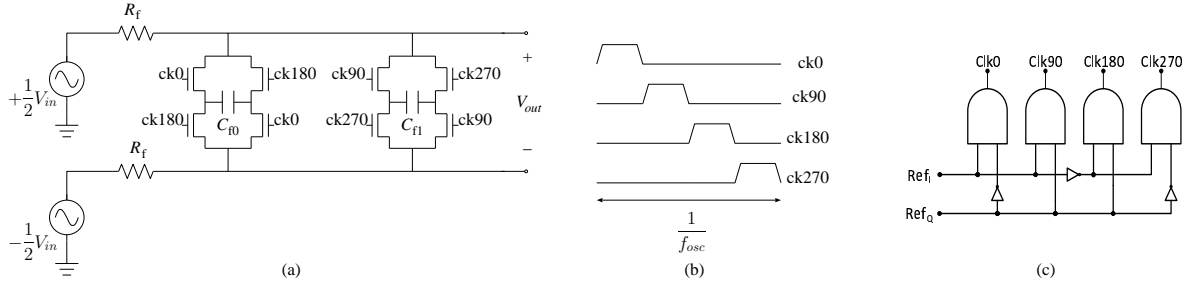 R_f
+1/2 V_in
ck0 ck180 ck90 ck270
C_f0 C_f1
ck180 ck0 ck270 ck90
+
V_out
−
R_f
−1/2 V_in
(a)
ck0
ck90
ck180
ck270
1/f_osc
(b)
Clk0 Clk90 Clk180 Clk270
Ref_I
Ref_Q
(c)